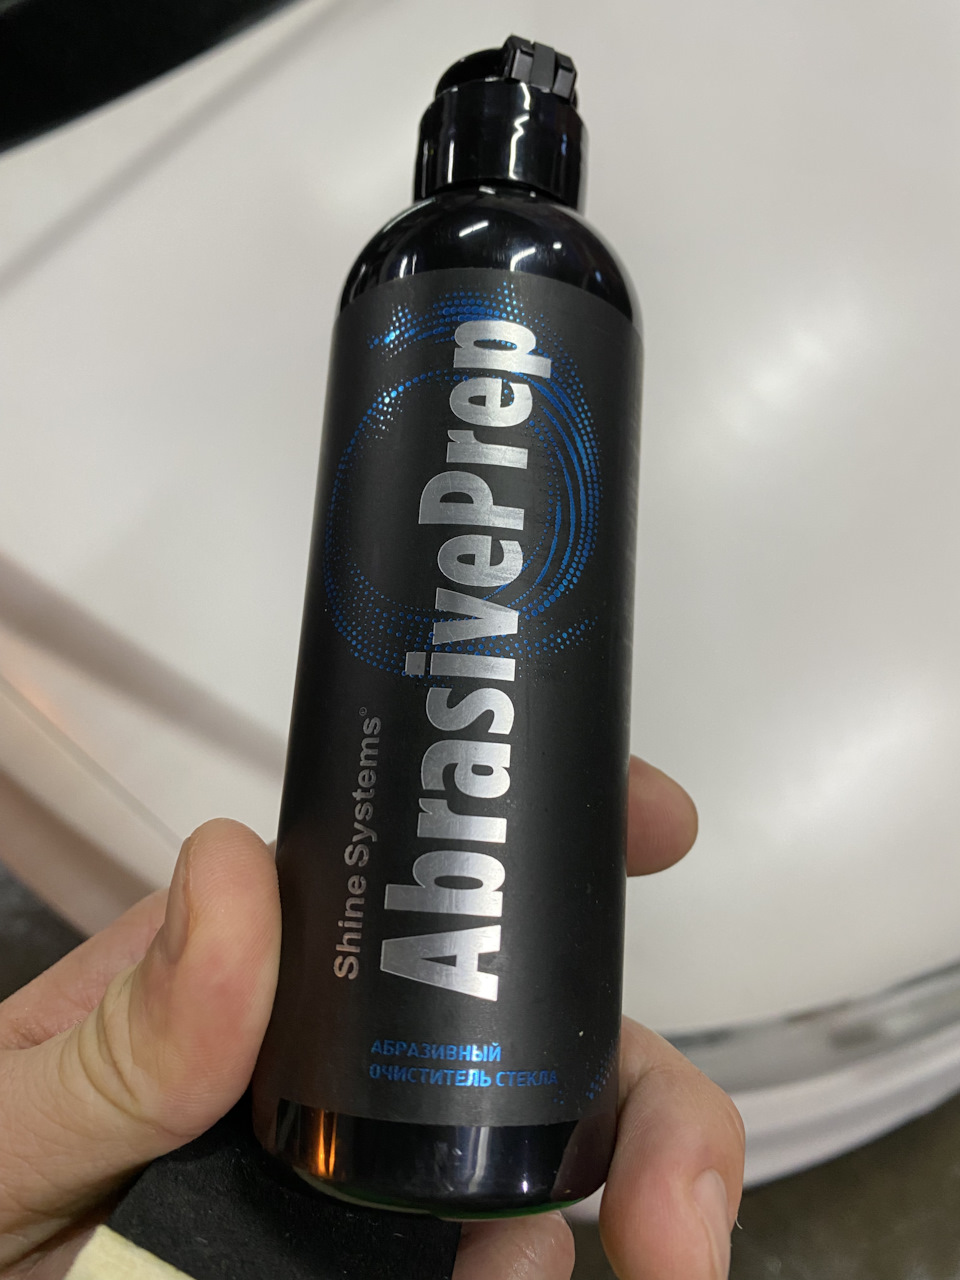 Shine Systems®
AbrasivePrep
АБРАЗИВНЫЙ
ОЧИСТИТЕЛЬ СТЕКЛА